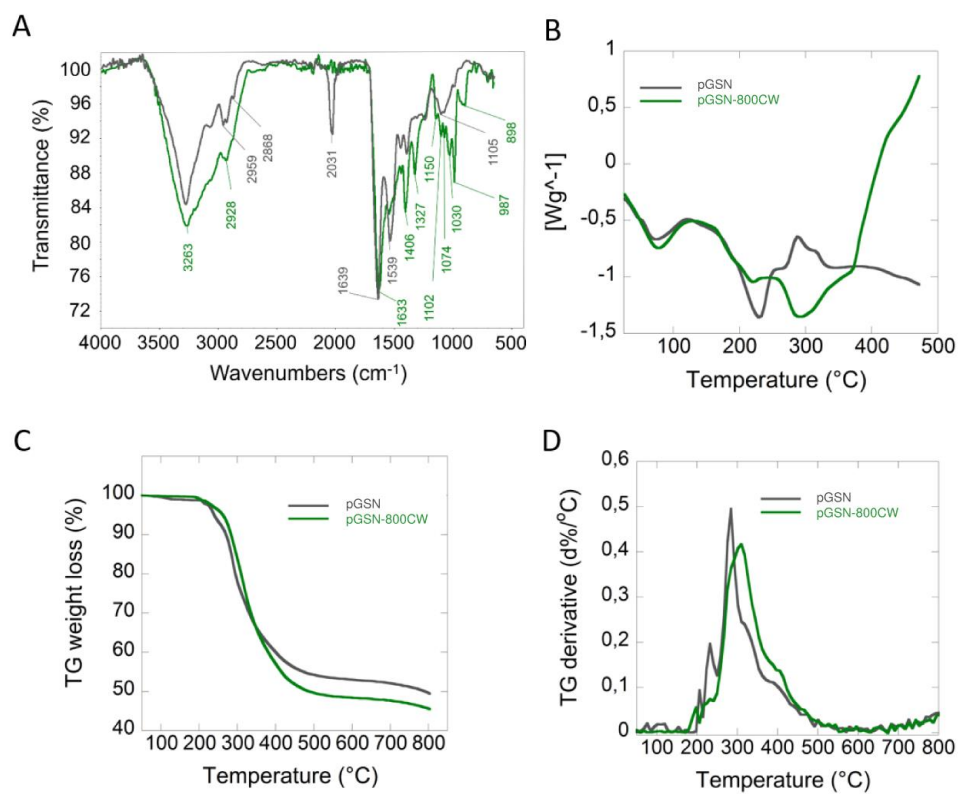 A
Transmittance (%)
100
96
92
88
84
80
76
72
3263
2928
2959
2868
2031
1639
1539
1633
1406
1327
1102
1150
1074
1030
1105
987
898
4000 3500 3000 2500 2000 1500 1000 500
Wavenumbers (cm-1)
B
[Wg^-1]
1
0,5
0
-0,5
-1
-1,5
pGSN
pGSN-800CW
100 200 300 400 500
Temperature (°C)
C
TG weight loss (%)
100
90
80
70
60
50
40
pGSN
pGSN-800CW
100 200 300 400 500 600 700 800
Temperature (°C)
D
TG derivative (d%/°C)
0,6
0,5
0,4
0,3
0,2
0,1
0
pGSN
pGSN-800CW
100 200 300 400 500 600 700 800
Temperature (°C)